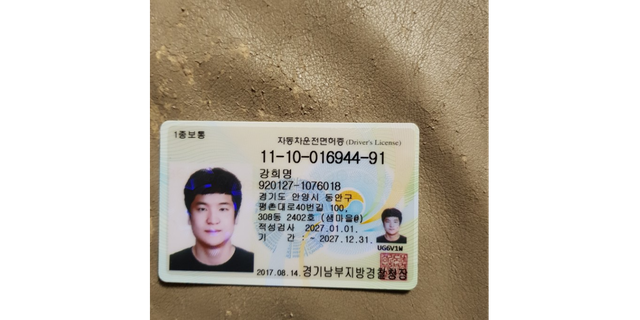 1종보통
자동차운전면허증 (Driver's License)
11-10-016944-91
강희명
920127-1076018
경기도 안양시 동안구
평촌대로40번길 100,
308동 2402호 (샘마을@)
적성검사 2027.01.01.
기 간 : ~ 2027.12.31.
UG6V1W
2017.08.14. 경기남부지방경찰청장